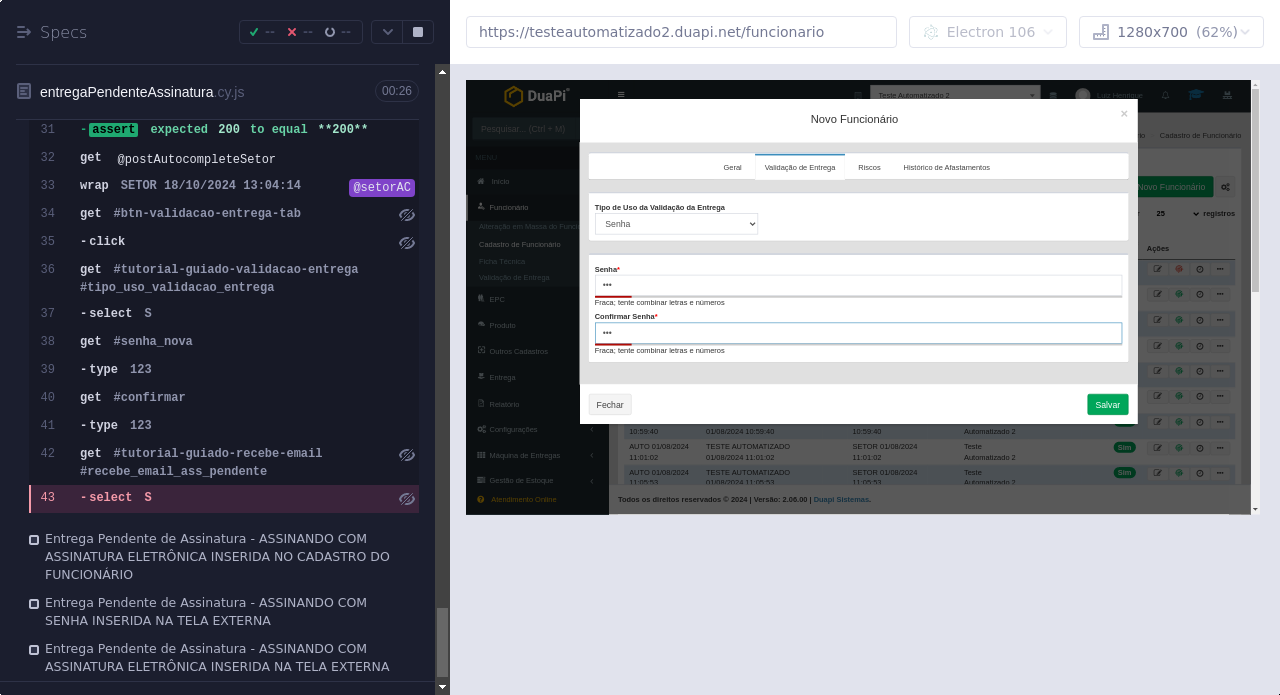 Specs
-- -- --
entregaPendenteAssinatura.cy.js
00:26
31 -assert expected 200 to equal **200**
32 get @postAutocompleteSetor
33 wrap SETOR 18/10/2024 13:04:14 @setorAC
34 get #btn-validacao-entrega-tab
35 -click
36 get #tutorial-guiado-validacao-entrega
#tipo_uso_validacao_entrega
37 -select S
38 get #senha_nova
39 -type 123
40 get #confirmar
41 -type 123
42 get #tutorial-guiado-recebe-email
#recebe_email_ass_pendente
43 -select S
Entrega Pendente de Assinatura - ASSINANDO COM
ASSINATURA ELETRÔNICA INSERIDA NO CADASTRO DO
FUNCIONÁRIO
Entrega Pendente de Assinatura - ASSINANDO COM
SENHA INSERIDA NA TELA EXTERNA
Entrega Pendente de Assinatura - ASSINANDO COM
ASSINATURA ELETRÔNICA INSERIDA NA TELA EXTERNA
https://testeautomatizado2.duapi.net/funcionario
Electron 106
1280x700 (62%)
DuaPi
Teste Automatizado 2
Luiz Henrique
Pesquisar... (Ctrl + M)
MENU
Início
Funcionário
Alteração em Massa de Funcio
Cadastro de Funcionário
Ficha Técnica
Validação de Entrega
EPC
Produto
Outros Cadastros
Entrega
Relatório
Configurações
Máquina de Entregas
Gestão de Estoque
Atendimento Online
Cadastro de Funcionário
Novo Funcionário
25 registros
Ações
Novo Funcionário
×
Geral
Validação de Entrega
Riscos
Histórico de Afastamentos
Tipo de Uso da Validação da Entrega
Senha
Senha*
•••
Fraca; tente combinar letras e números
Confirmar Senha*
•••
Fraca; tente combinar letras e números
Fechar
Salvar
10:59:40 01/08/2024 10:59:40 10:59:40 Automatizado 2
AUTO 01/08/2024 TESTE AUTOMATIZADO SETOR 01/08/2024 Teste Sim
11:01:02 01/08/2024 11:01:02 11:01:02 Automatizado 2
AUTO 01/08/2024 TESTE AUTOMATIZADO SETOR 01/08/2024 Teste Sim
11:05:53 01/08/2024 11:05:53 11:05:53 Automatizado 2
Todos os direitos reservados © 2024 | Versão: 2.06.00 | Duapi Sistemas.